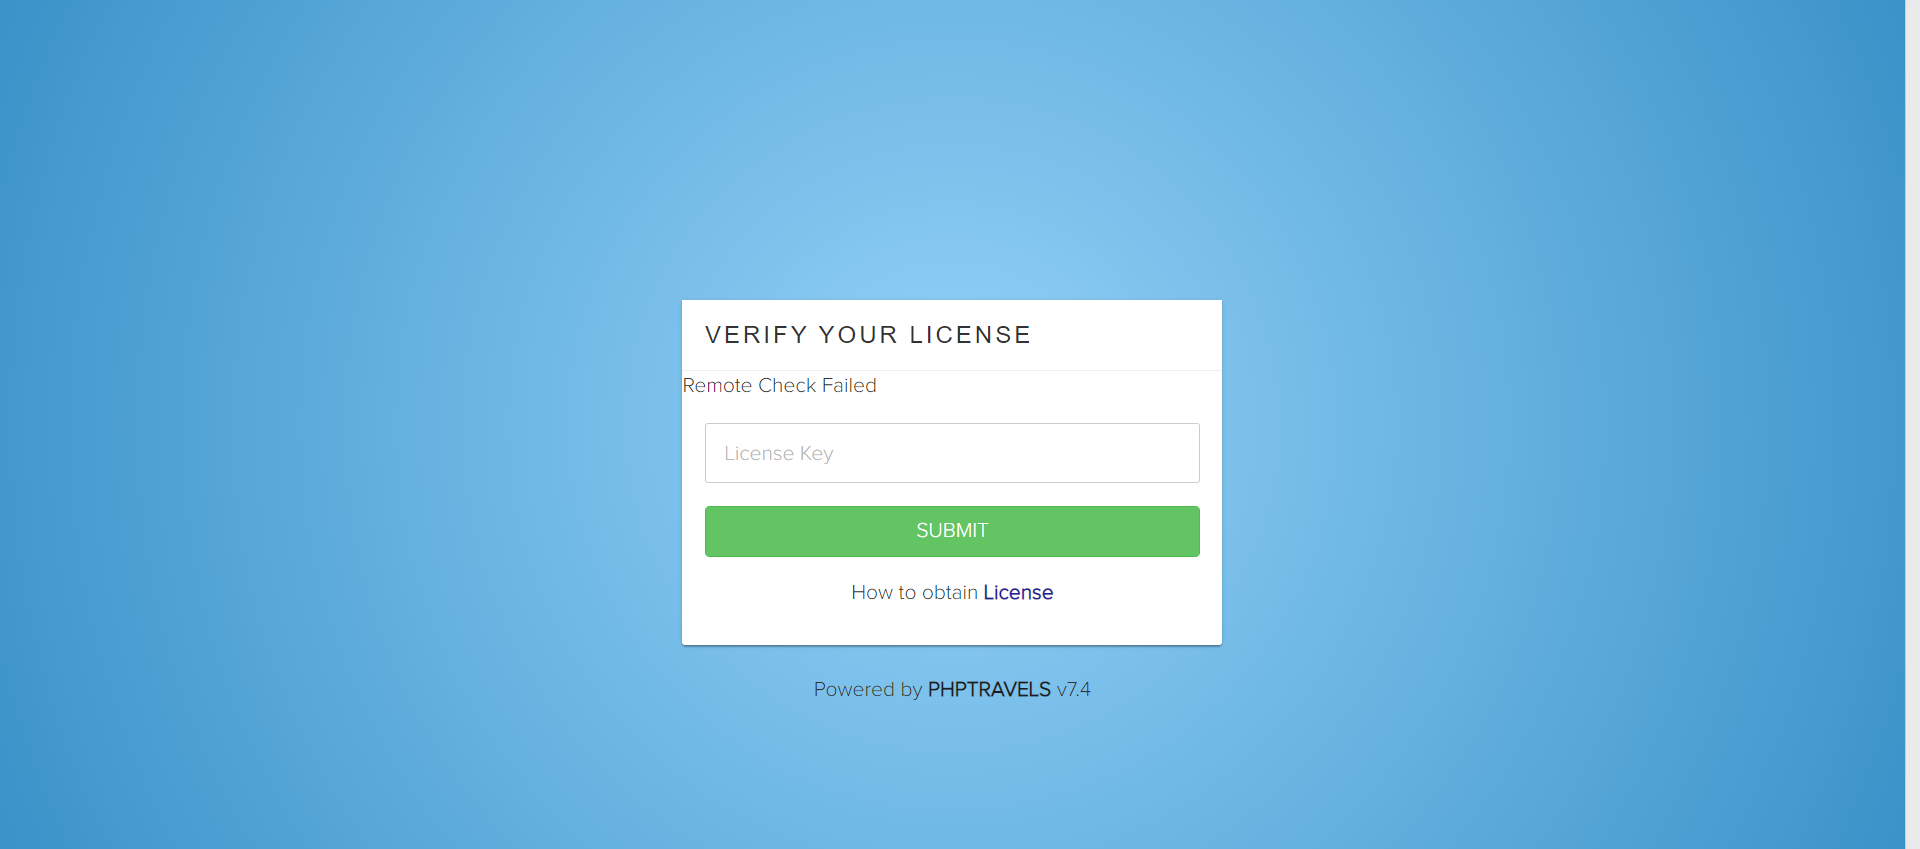 VERIFY YOUR LICENSE
Remote Check Failed
License Key
SUBMIT
How to obtain License
Powered by PHPTRAVELS v7.4